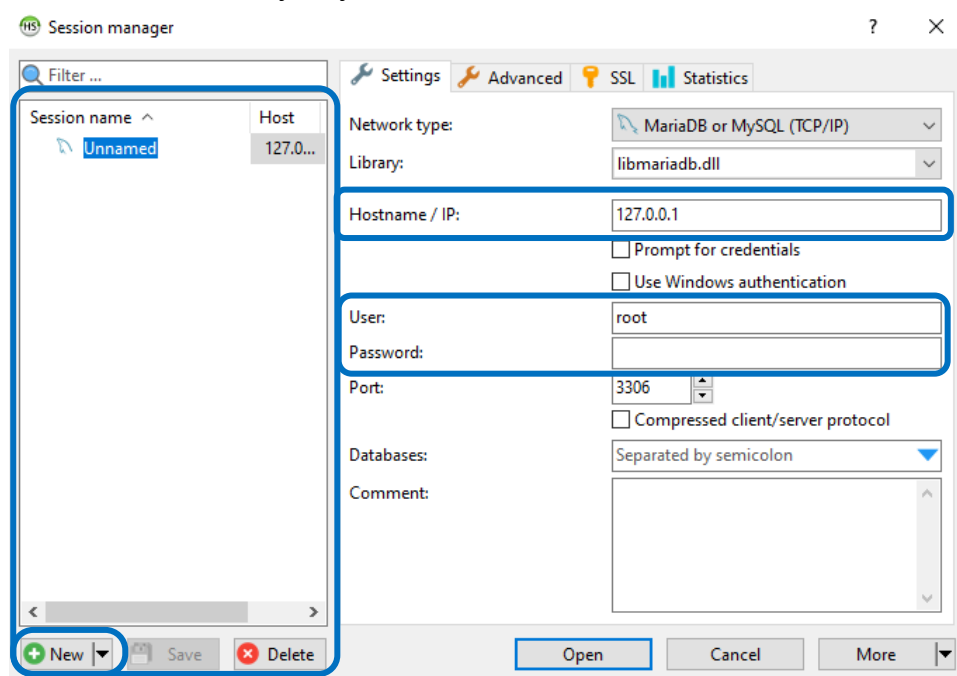 HS Session manager ? ×
Filter ...
Settings Advanced SSL Statistics
Session name Host
Unnamed 127.0...
Network type: MariaDB or MySQL (TCP/IP)
Library: libmariadb.dll
Hostname / IP: 127.0.0.1
Prompt for credentials
Use Windows authentication
User: root
Password:
Port: 3306
Compressed client/server protocol
Databases: Separated by semicolon
Comment:
New Save Delete Open Cancel More